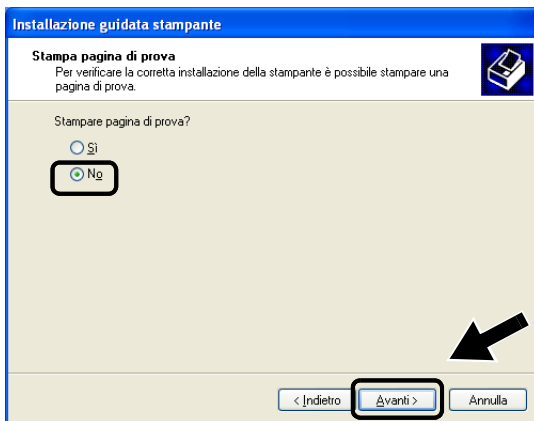 Installazione guidata stampante
Stampa pagina di prova
Per verificare la corretta installazione della stampante è possibile stampare una
pagina di prova.
Stampare pagina di prova?
Sì
No
< Indietro Avanti > Annulla